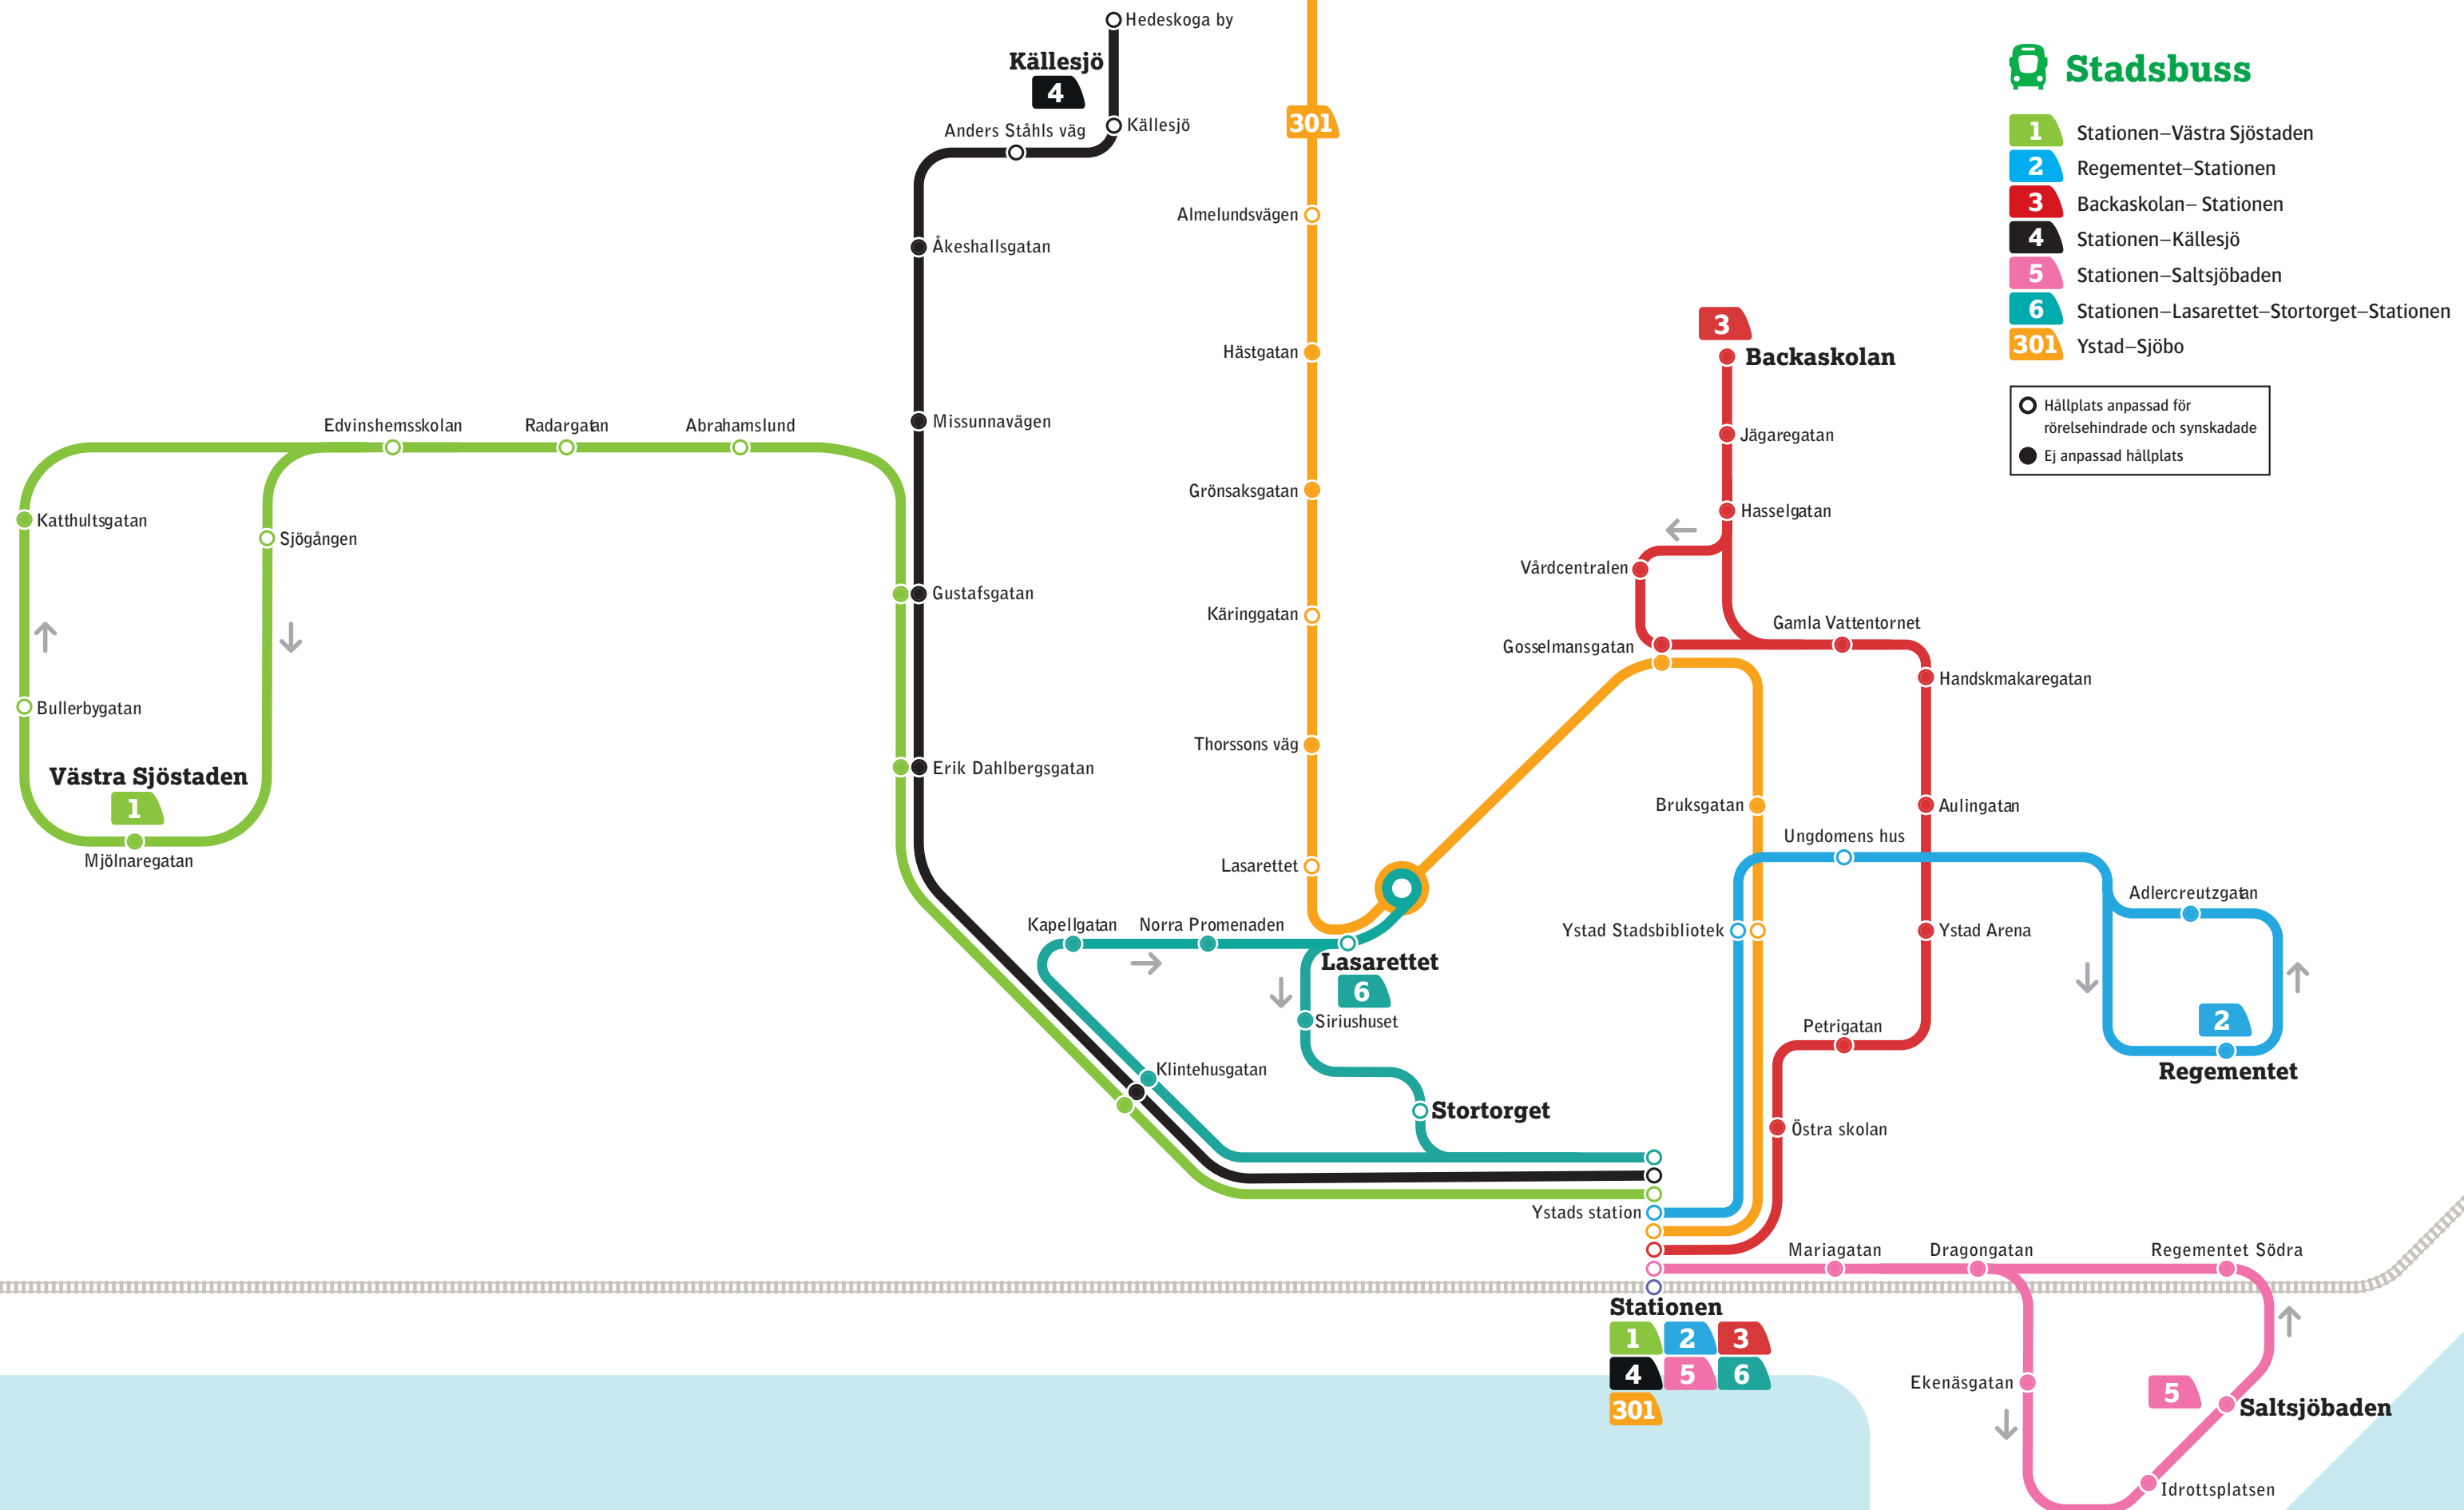 Hedeskoga by
Källesjö
4
Källesjö
Anders Ståhls väg
301
Almelundsvägen
Åkeshallsgatan
Hästgatan
Missunnavägen
Edvinshemsskolan
Radargatan
Abrahamslund
Grönsaksgatan
Katthultsgatan
Sjögången
Gustafsgatan
Käringgatan
Bullerbygatan
Thorssons väg
Erik Dahlbergsgatan
Västra Sjöstaden
1
Mjölnaregatan
Lasarettet
Kapellgatan
Norra Promenaden
Lasarettet
6
Siriushuset
Klintehusgatan
Stortorget
Stadsbuss
1 Stationen–Västra Sjöstaden
2 Regementet–Stationen
3 Backaskolan– Stationen
4 Stationen–Källesjö
5 Stationen–Saltsjöbaden
6 Stationen–Lasarettet–Stortorget–Stationen
301 Ystad–Sjöbo
Hållplats anpassad för
rörelsehindrade och synskadade
Ej anpassad hållplats
3
Backaskolan
Jägaregatan
Hasselgatan
Vårdcentralen
Gamla Vattentornet
Gosselmansgatan
Handskmakaregatan
Bruksgatan
Aulingatan
Ungdomens hus
Adlercreutzgatan
Ystad Stadsbibliotek
Ystad Arena
Petrigatan
2
Regementet
Östra skolan
Ystads station
Mariagatan
Dragongatan
Regementet Södra
Stationen
1 2 3
4 5 6
301
Ekenäsgatan
5
Saltsjöbaden
Idrottsplatsen